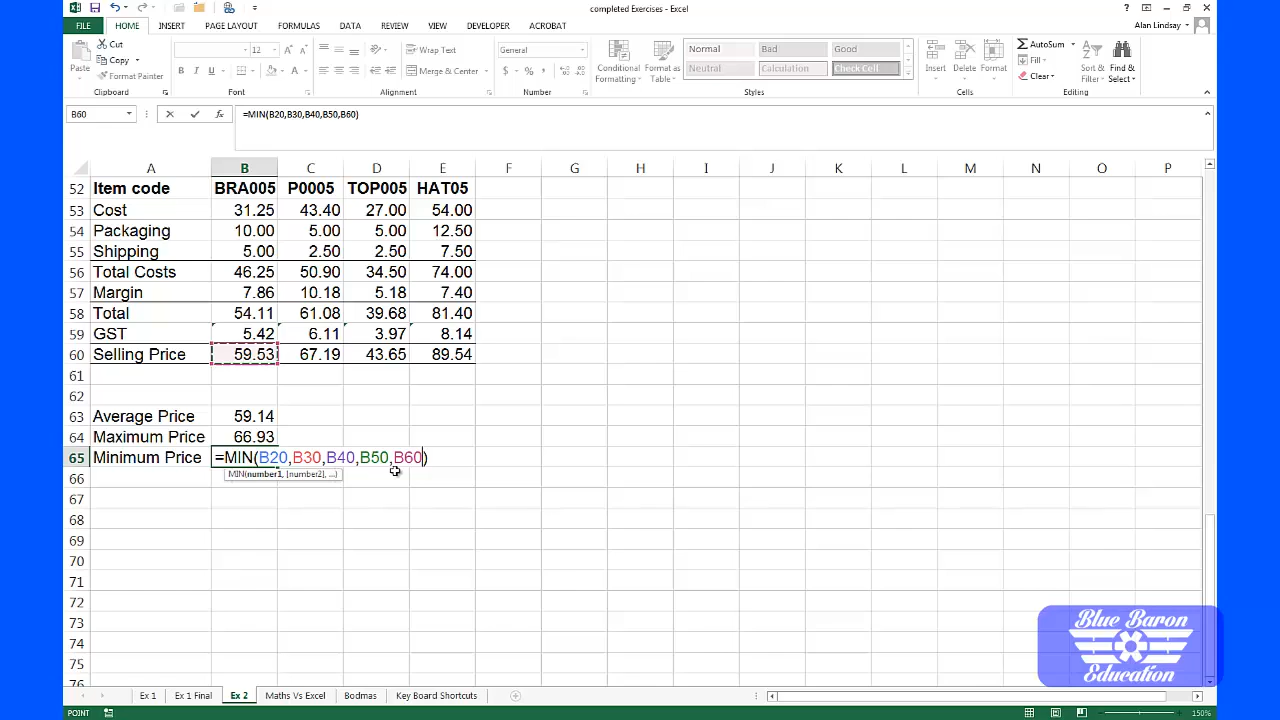 completed Exercises - Excel
Alan Lindsay
FILE HOME INSERT PAGE LAYOUT FORMULAS DATA REVIEW VIEW DEVELOPER ACROBAT
Paste
Cut
Copy
Format Painter
Clipboard
12
B I U
Font
Wrap Text
Merge & Center
Alignment
General
$ % ,
Number
Conditional Formatting
Format as Table
Normal Bad Good
Neutral Calculation Check Cell
Styles
Insert Delete Format
Cells
AutoSum
Fill
Clear
Sort & Filter
Find & Select
Editing
B60 fx =MIN(B20,B30,B40,B50,B60)
A B C D E F G H I J K L M N O P
52 Item code BRA005 P0005 TOP005 HAT05
53 Cost 31.25 43.40 27.00 54.00
54 Packaging 10.00 5.00 5.00 12.50
55 Shipping 5.00 2.50 2.50 7.50
56 Total Costs 46.25 50.90 34.50 74.00
57 Margin 7.86 10.18 5.18 7.40
58 Total 54.11 61.08 39.68 81.40
59 GST 5.42 6.11 3.97 8.14
60 Selling Price 59.53 67.19 43.65 89.54
61
62
63 Average Price 59.14
64 Maximum Price 66.93
65 Minimum Price =MIN(B20,B30,B40,B50,B60)
66 MIN(number1, [number2], ...)
67
68
69
70
71
72
73
74
75
76
Blue Baron
Education
Ex 1 Ex 1 Final Ex 2 Maths Vs Excel Bodmas Key Board Shortcuts
POINT
150%